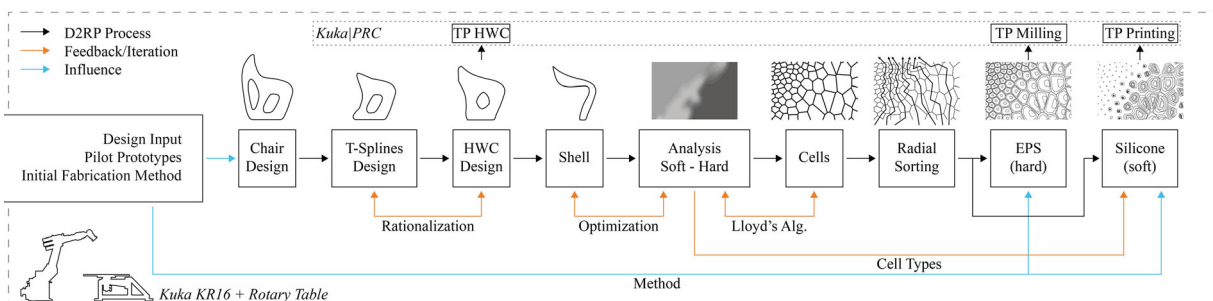 D2RP Process
Feedback/Iteration
Influence
Kuka|PRC
TP HWC
TP Milling
TP Printing
Design Input
Pilot Prototypes
Initial Fabrication Method
Chair
Design
T-Splines
Design
HWC
Design
Shell
Analysis
Soft - Hard
Cells
Radial
Sorting
EPS
(hard)
Silicone
(soft)
Rationalization
Optimization
Lloyd's Alg.
Cell Types
Method
Kuka KR16 + Rotary Table